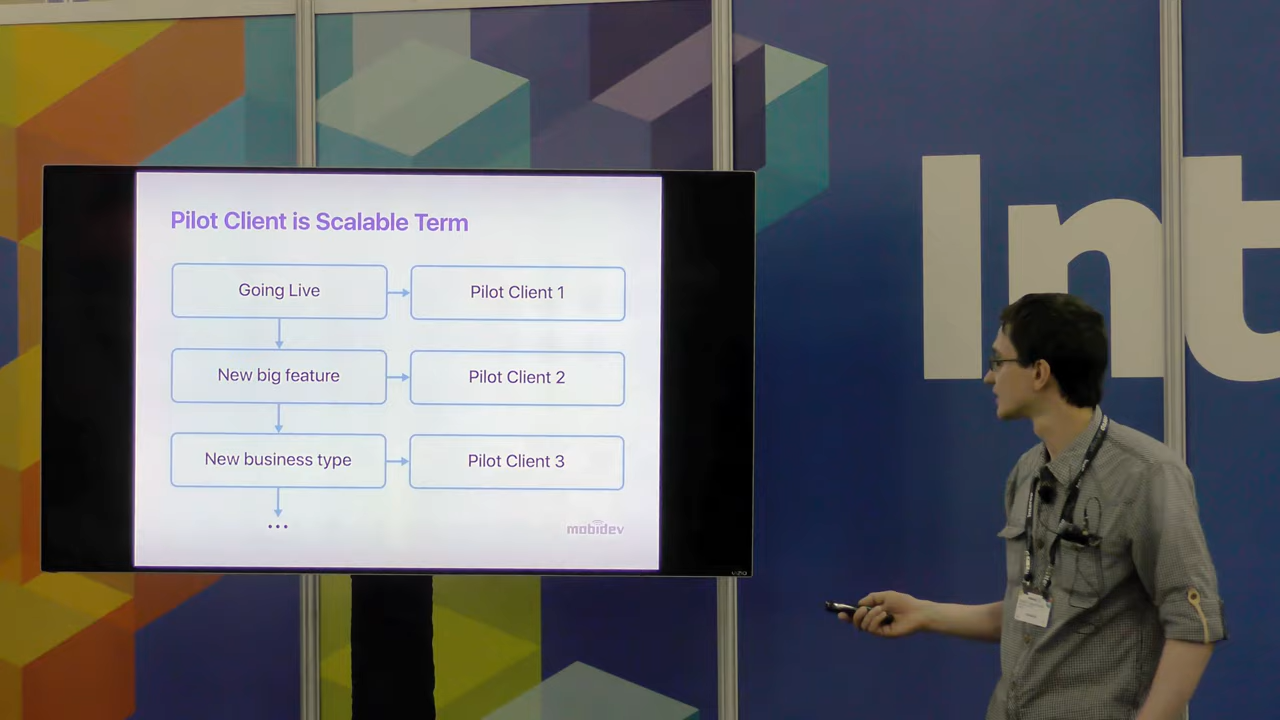 Pilot Client is Scalable Term
Going Live
Pilot Client 1
New big feature
Pilot Client 2
New business type
Pilot Client 3
...
mobidev
VIZIO
Int